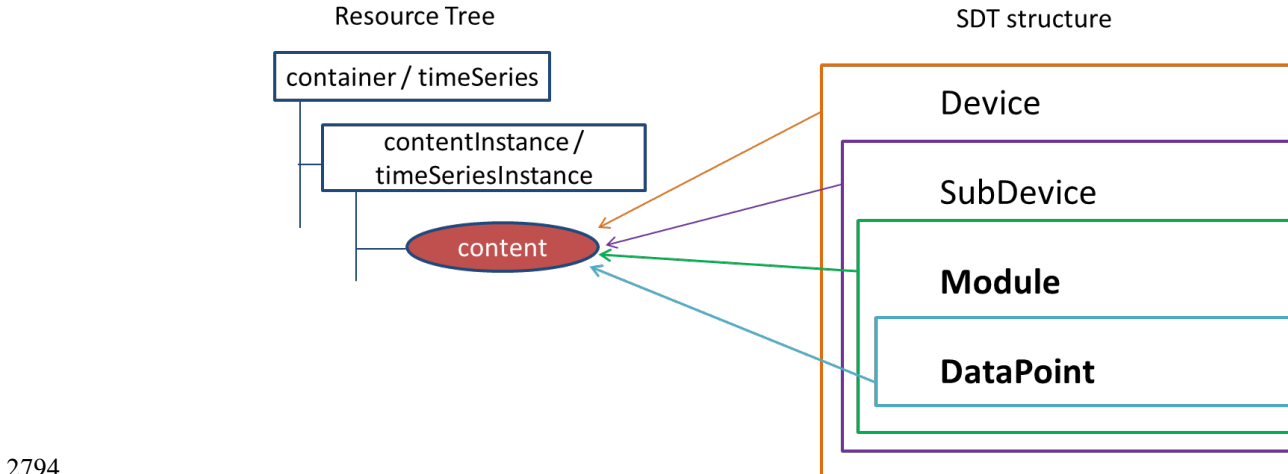 Resource Tree
SDT structure
container / timeSeries
contentInstance /
timeSeriesInstance
content
Device
SubDevice
Module
DataPoint
2794